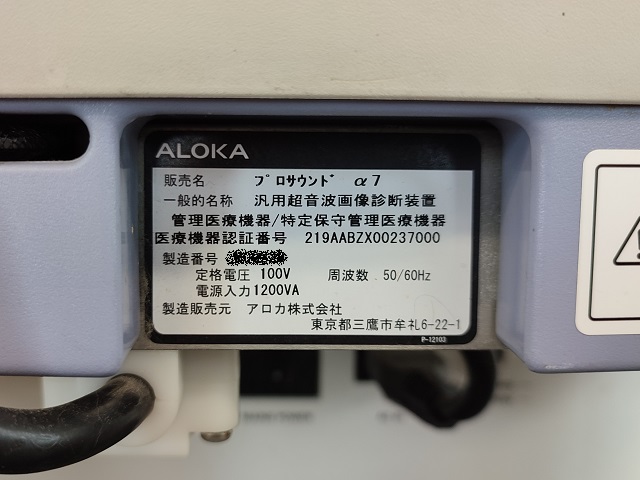 ALOKA
販売名 プロサウンド α7
一般的名称 汎用超音波画像診断装置
管理医療機器/特定保守管理医療機器
医療機器認証番号 219AABZX00237000
製造番号
定格電圧 100V 周波数 50/60Hz
電源入力 1200VA
製造販売元 アロカ株式会社
東京都三鷹市牟礼6-22-1
P-12103